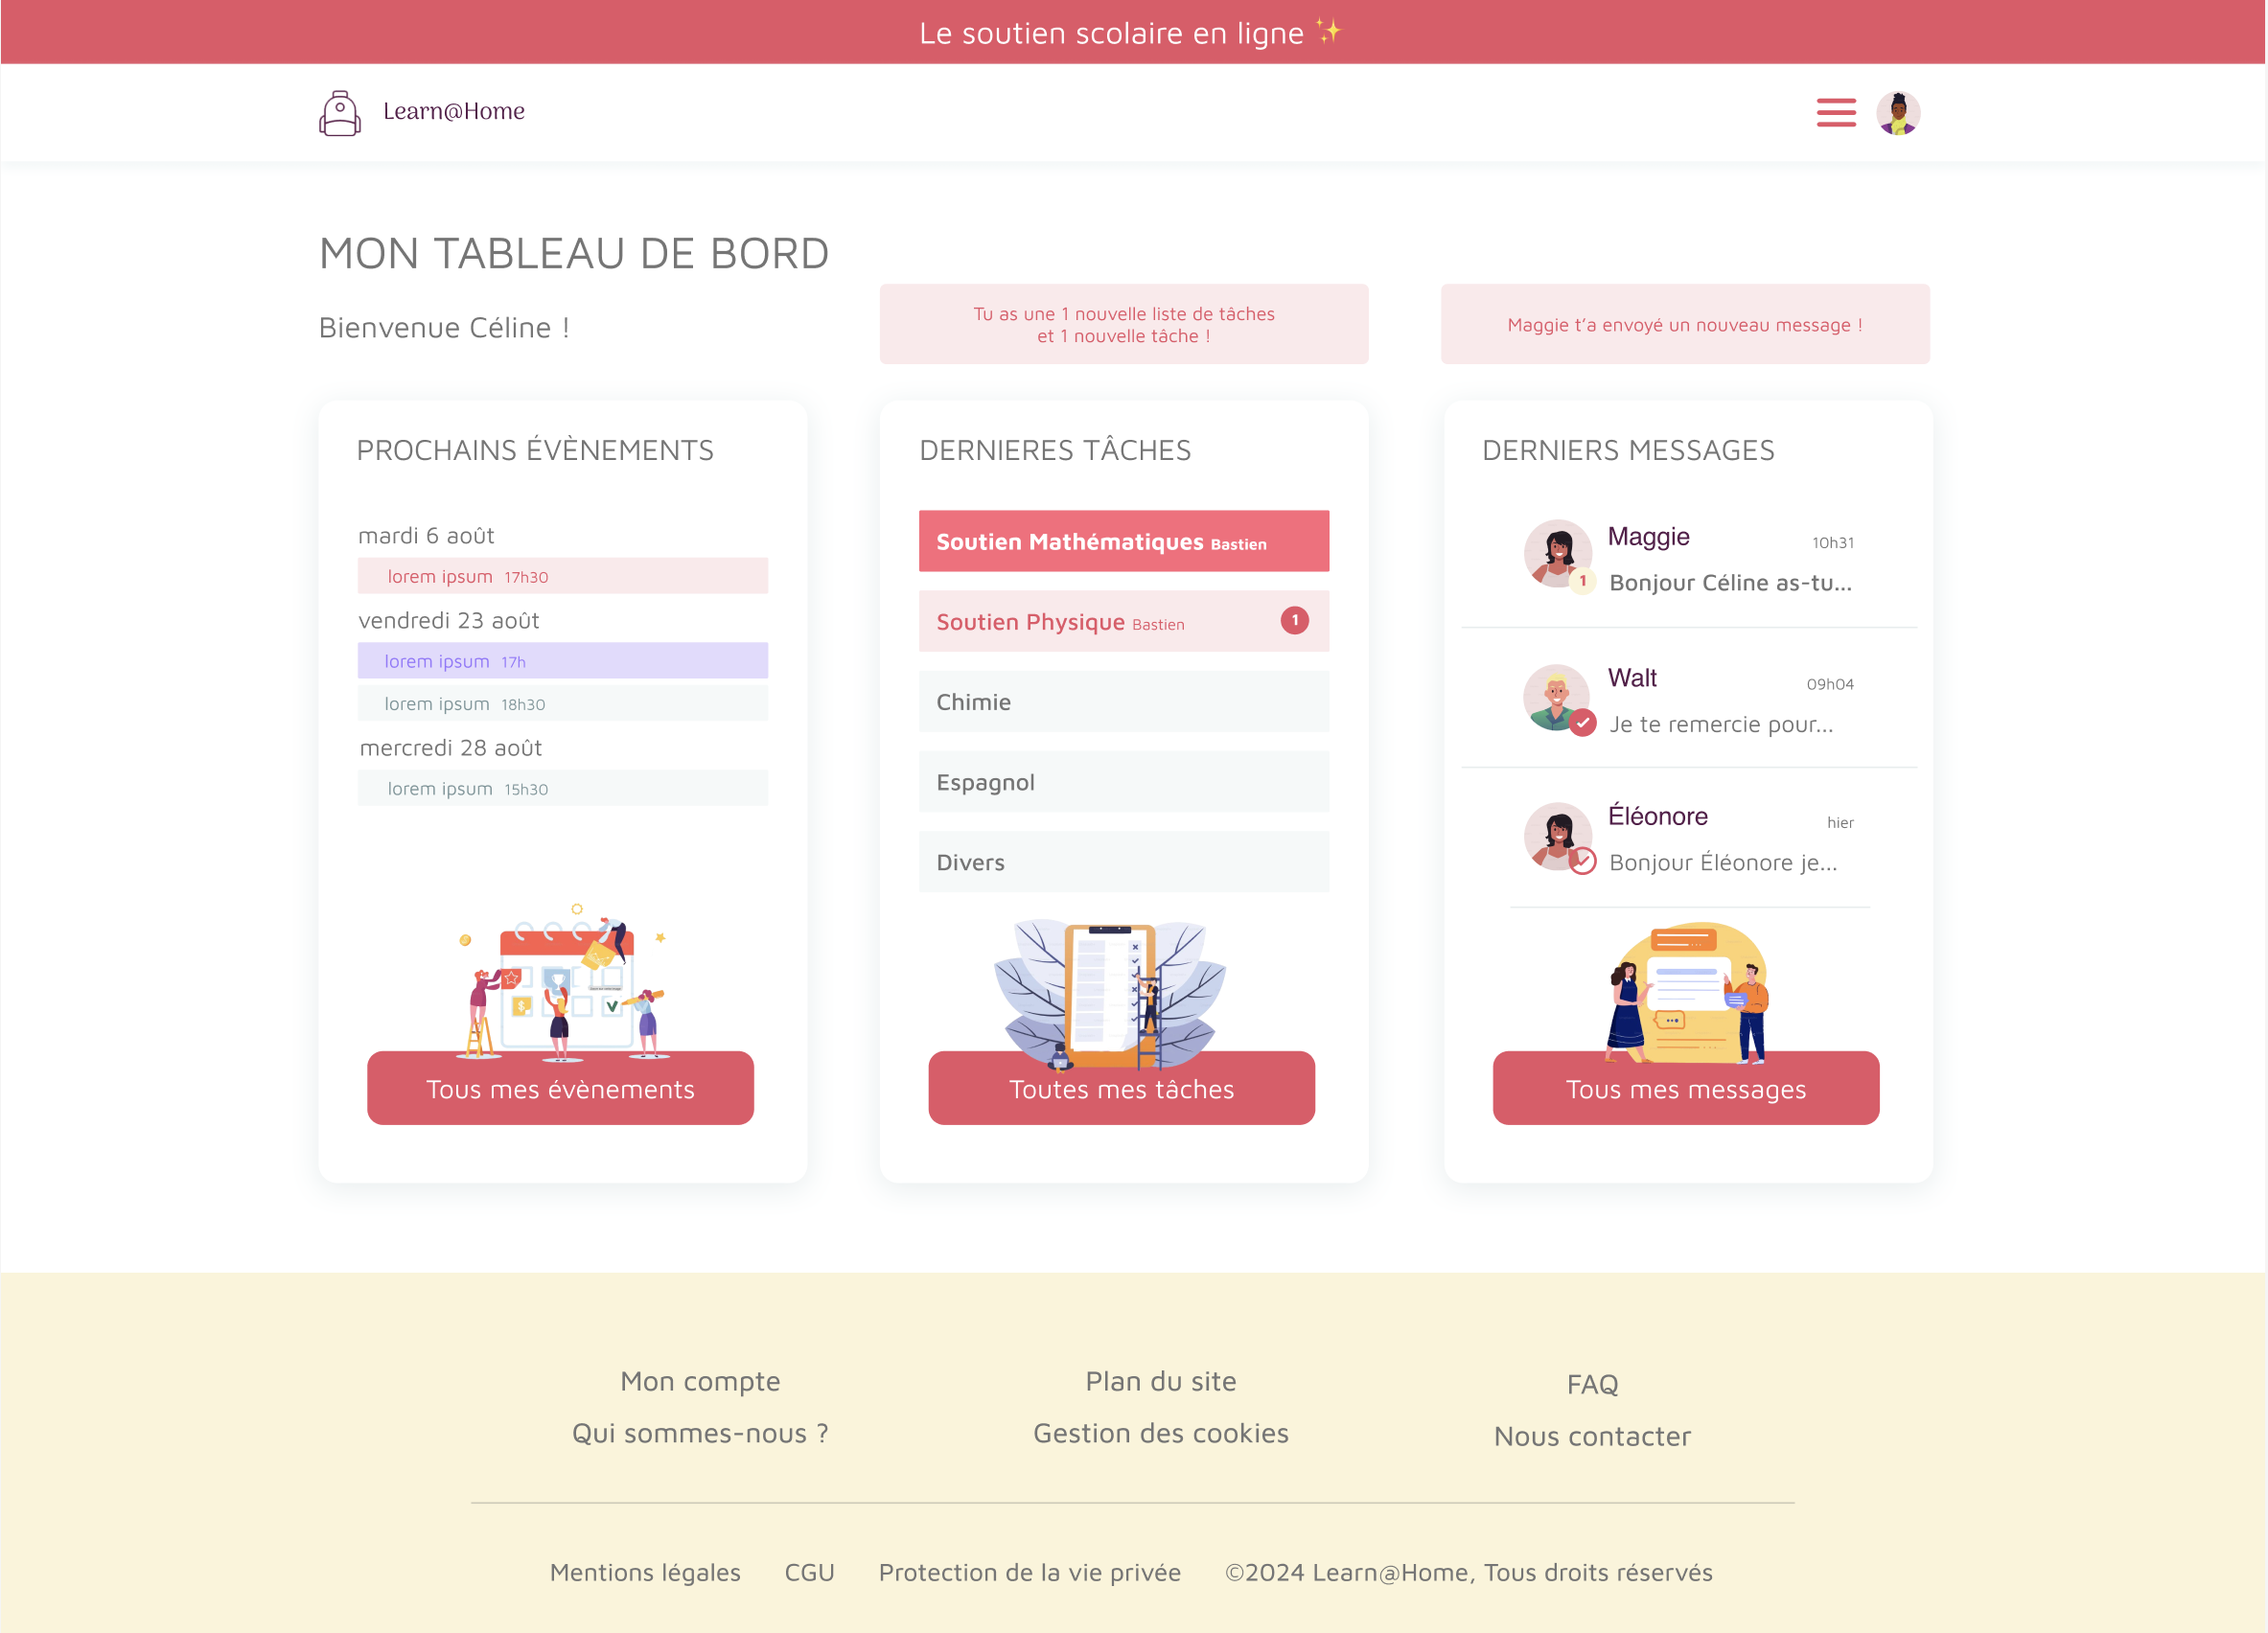 Le soutien scolaire en ligne ✨
Learn@Home
MON TABLEAU DE BORD
Bienvenue Céline !
Tu as une 1 nouvelle liste de tâches
et 1 nouvelle tâche !
Maggie t’a envoyé un nouveau message !
PROCHAINS ÉVÈNEMENTS
mardi 6 août
lorem ipsum 17h30
vendredi 23 août
lorem ipsum 17h
lorem ipsum 18h30
mercredi 28 août
lorem ipsum 15h30
Tous mes évènements
DERNIERES TÂCHES
Soutien Mathématiques Bastien
Soutien Physique Bastien 1
Chimie
Espagnol
Divers
Toutes mes tâches
DERNIERS MESSAGES
Maggie 10h31
1 Bonjour Céline as-tu...
Walt 09h04
Je te remercie pour...
Éléonore hier
Bonjour Éléonore je...
Tous mes messages
Mon compte
Qui sommes-nous ?
Plan du site
Gestion des cookies
FAQ
Nous contacter
Mentions légales CGU Protection de la vie privée ©2024 Learn@Home, Tous droits réservés